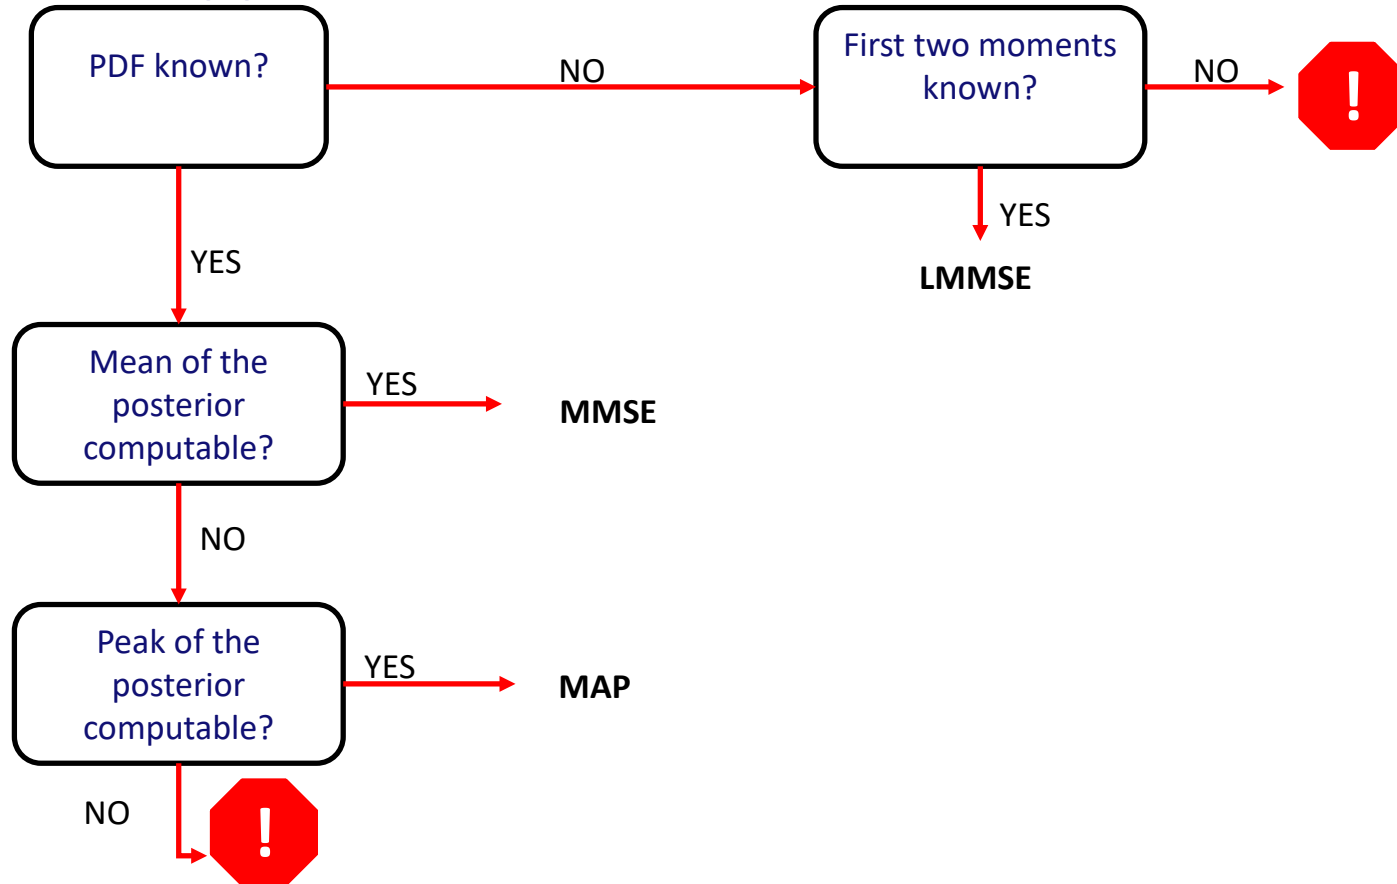 PDF known?
NO
First two moments
known?
NO
!
YES
YES
LMMSE
Mean of the
posterior
computable?
YES
MMSE
NO
Peak of the
posterior
computable?
YES
MAP
NO
!